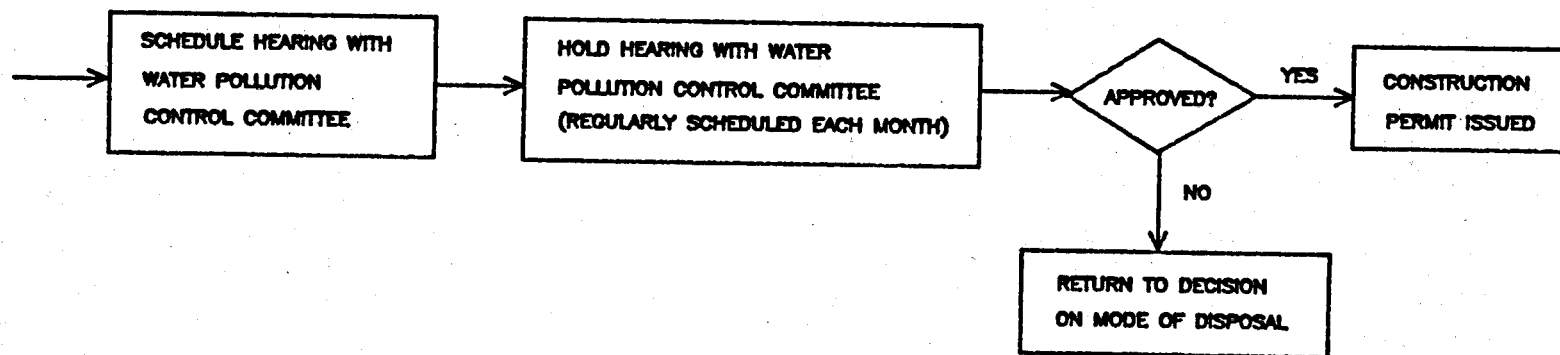 SCHEDULE HEARING WITH
WATER POLLUTION
CONTROL COMMITTEE
HOLD HEARING WITH WATER
POLLUTION CONTROL COMMITTEE
(REGULARLY SCHEDULED EACH MONTH)
APPROVED?
YES
CONSTRUCTION
PERMIT ISSUED
NO
RETURN TO DECISION
ON MODE OF DISPOSAL